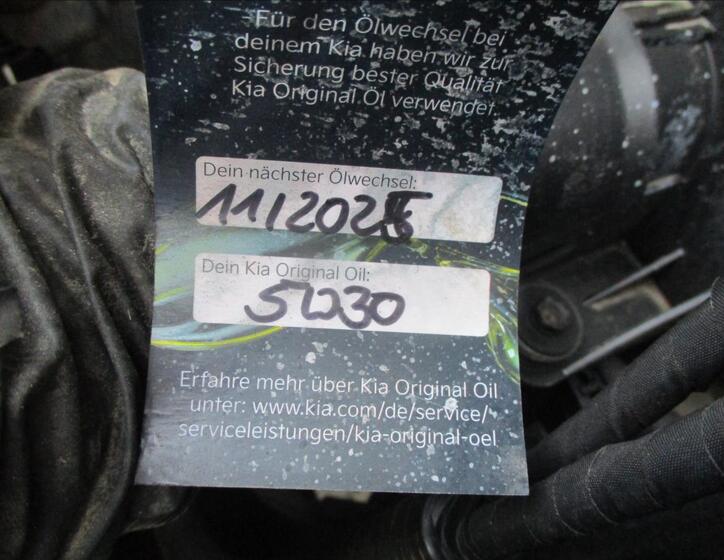 Für den Ölwechsel bei
deinem Kia haben wir zur
Sicherung bester Qualität
Kia Original Öl verwendet
Dein nächster Ölwechsel:
Dein Kia Original Oil:
5W30
Erfahre mehr über Kia Original Oil
unter: www.kia.com/de/service/
serviceleistungen/kia-original-oel